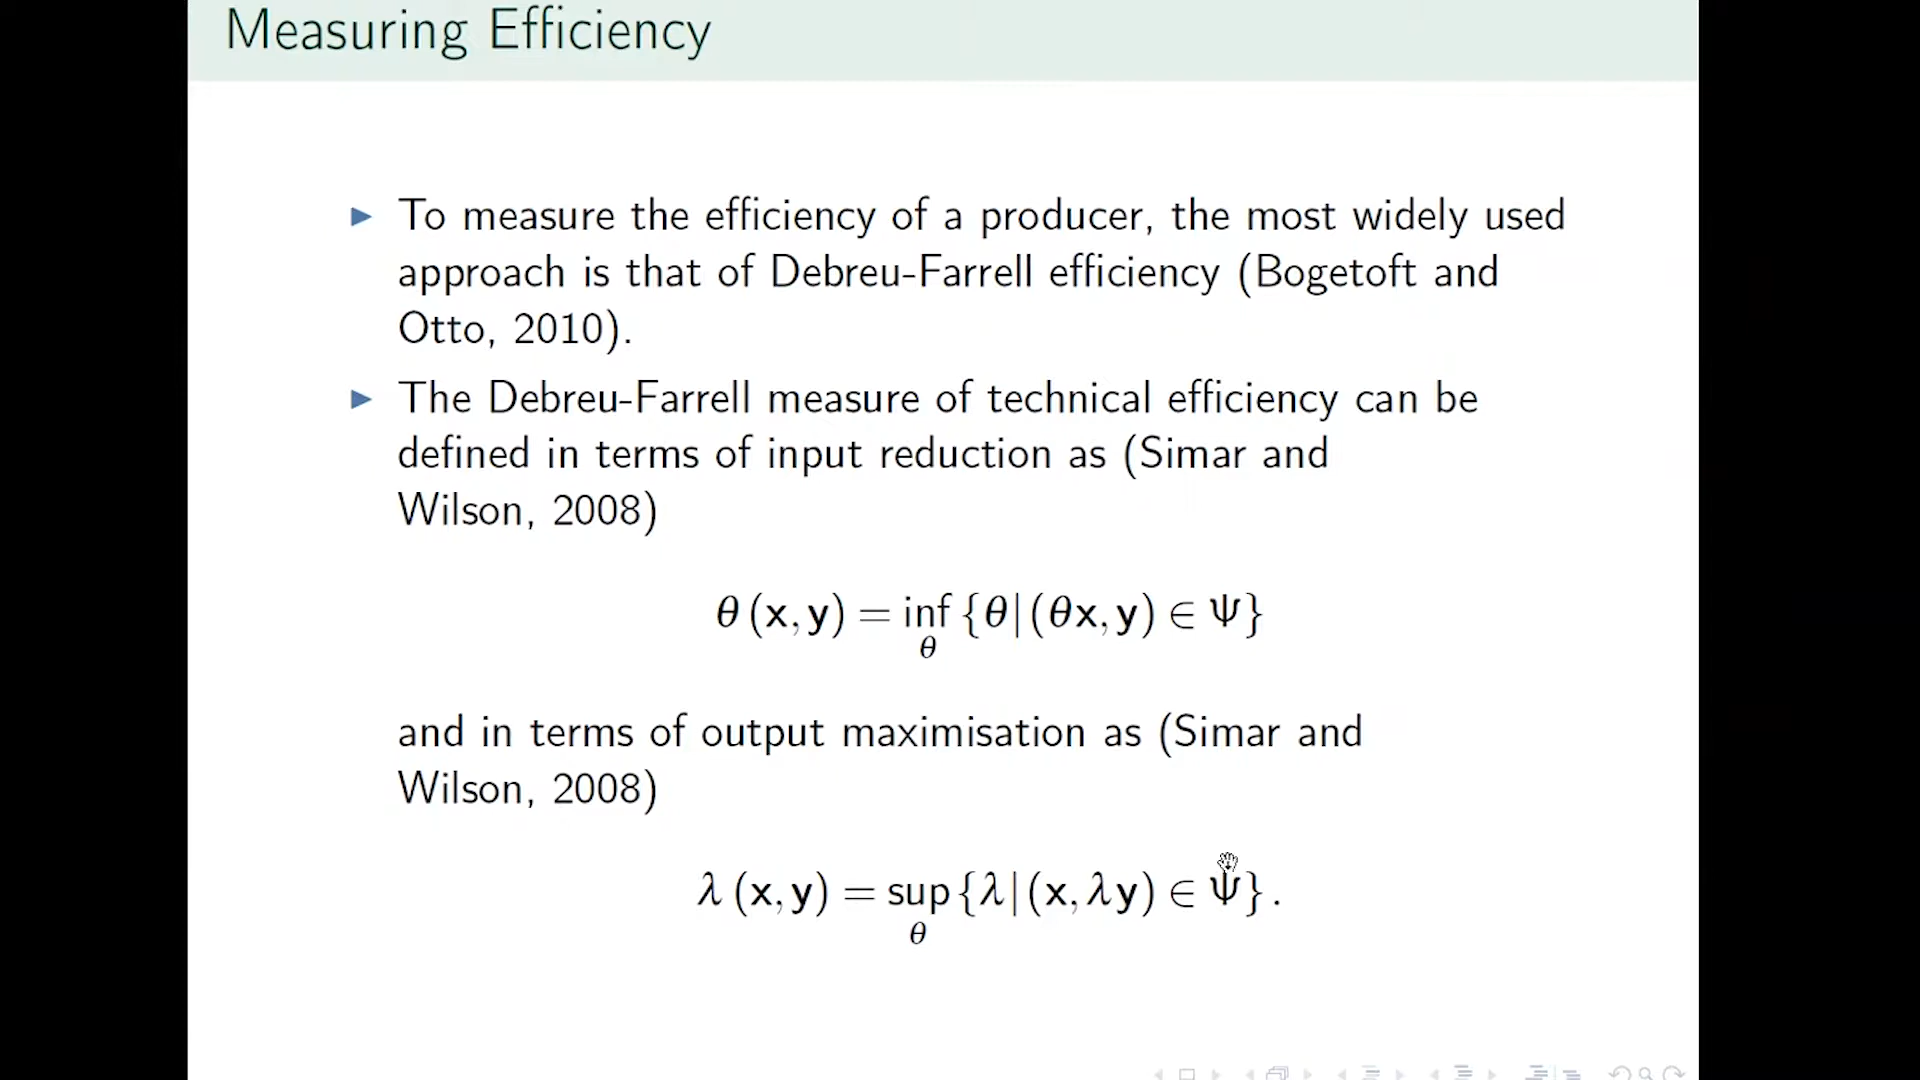 Measuring Efficiency
► To measure the efficiency of a producer, the most widely used
approach is that of Debreu-Farrell efficiency (Bogetoft and
Otto, 2010).
► The Debreu-Farrell measure of technical efficiency can be
defined in terms of input reduction as (Simar and
Wilson, 2008)
θ (x, y) = inf {θ| (θx, y) ∈ Ψ}
θ
and in terms of output maximisation as (Simar and
Wilson, 2008)
λ (x, y) = sup {λ| (x, λy) ∈ Ψ} .
θ